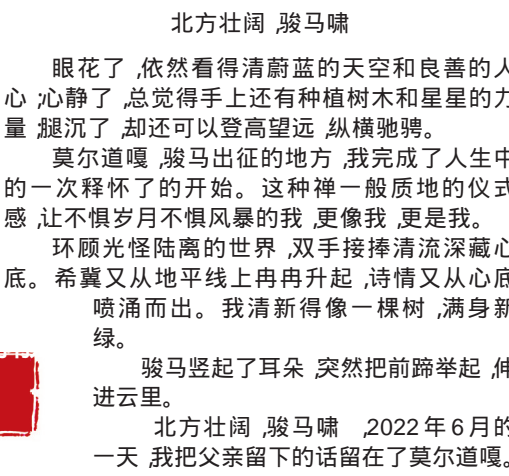 北方壮阔,骏马啸
眼花了,依然看得清蔚蓝的天空和良善的人
心;心静了,总觉得手上还有种植树木和星星的力
量;腿沉了,却还可以登高望远,纵横驰骋。
莫尔道嘎,骏马出征的地方,我完成了人生中
的一次释怀了的开始。这种禅一般质地的仪式
感,让不惧岁月不惧风暴的我,更像我,更是我。
环顾光怪陆离的世界,双手接捧清流深藏心
底。希冀又从地平线上冉冉升起,诗情又从心底
喷涌而出。我清新得像一棵树,满身新
绿。
骏马竖起了耳朵,突然把前蹄举起,伸
进云里。
北方壮阔,骏马啸,2022年6月的
一天,我把父亲留下的话留在了莫尔道嘎。